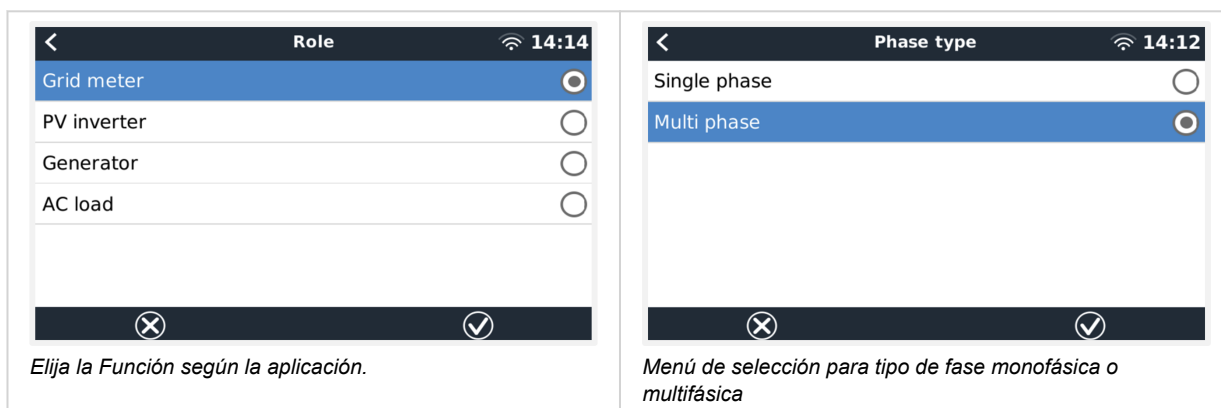 Role
14:14
Grid meter
PV inverter
Generator
AC load
Elija la Función según la aplicación.
Phase type
14:12
Single phase
Multi phase
Menú de selección para tipo de fase monofásica o
multifásica